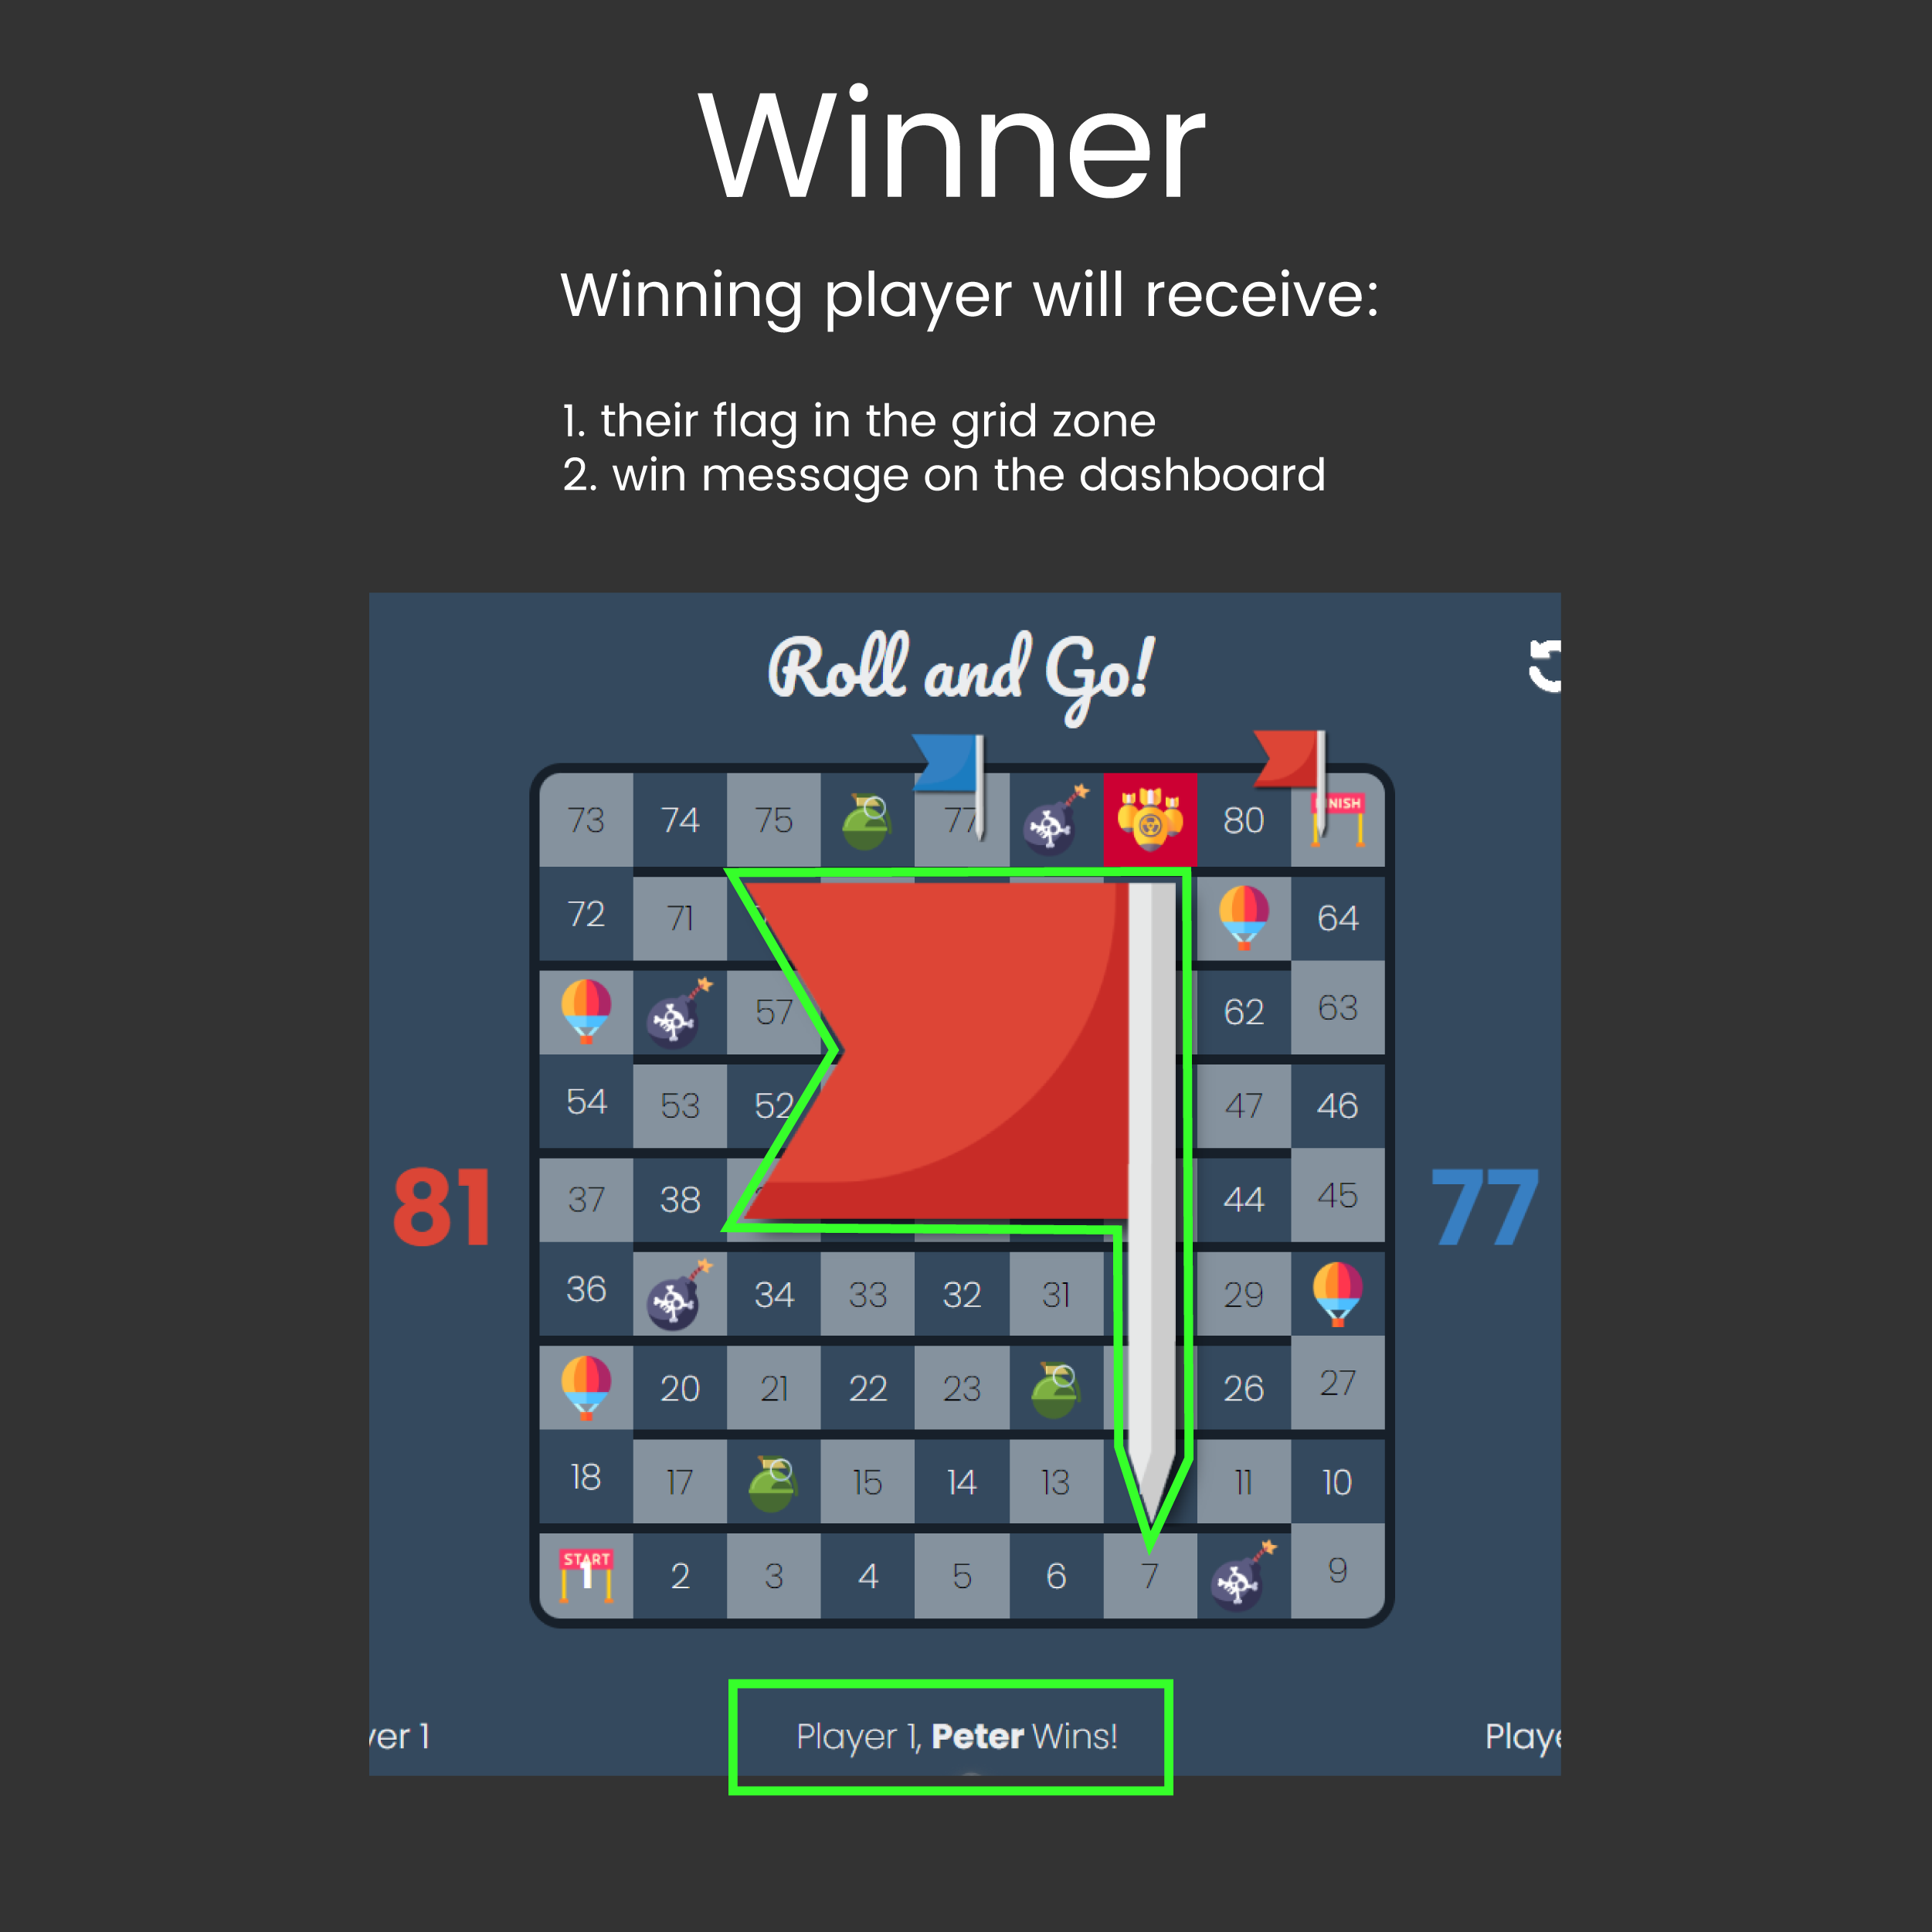 Winner
Winning player will receive:
1. their flag in the grid zone
2. win message on the dashboard
Roll and Go!
73 74 75 77 80
72 71 64
57 62 63
54 53 52 47 46
81
37 38 44 45
77
36 34 33 32 31 29
20 21 22 23 26 27
18 17 15 14 13 11 10
START
1 2 3 4 5 6 7 9
Player 1, Peter Wins!